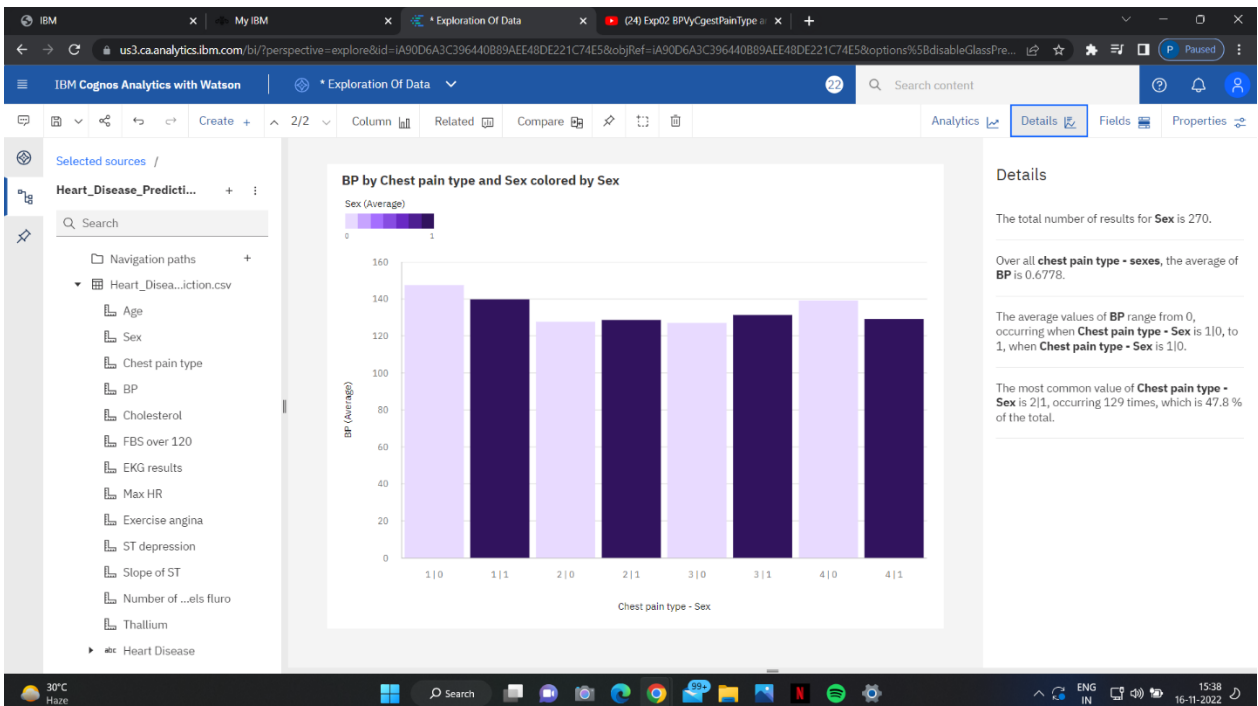 IBM
My IBM
* Exploration Of Data
(24) Exp02 BPVyCgestPainType a
us3.ca.analytics.ibm.com/bi/?perspective=explore&id=iA90D6A3C396440B89AEE48DE221C74E5&objRef=iA90D6A3C396440B89AEE48DE221C74E5&options%5BdisableGlassPre...
P Paused
IBM Cognos Analytics with Watson
* Exploration Of Data
22
Search content
Create +
2/2
Column
Related
Compare
Analytics
Details
Fields
Properties
Selected sources /
Heart_Disease_Predicti...
Search
Navigation paths
Heart_Disea...iction.csv
Age
Sex
Chest pain type
BP
Cholesterol
FBS over 120
EKG results
Max HR
Exercise angina
ST depression
Slope of ST
Number of ...els fluro
Thallium
abc Heart Disease
BP by Chest pain type and Sex colored by Sex
Sex (Average)
0 1
BP (Average)
160
140
120
100
80
60
40
20
0
1|0 1|1 2|0 2|1 3|0 3|1 4|0 4|1
Chest pain type - Sex
Details
The total number of results for Sex is 270.
Over all chest pain type - sexes, the average of
BP is 0.6778.
The average values of BP range from 0,
occurring when Chest pain type - Sex is 1|0, to
1, when Chest pain type - Sex is 1|0.
The most common value of Chest pain type -
Sex is 2|1, occurring 129 times, which is 47.8 %
of the total.
30°C
Haze
Search
99+
N
ENG
IN
15:38
16-11-2022